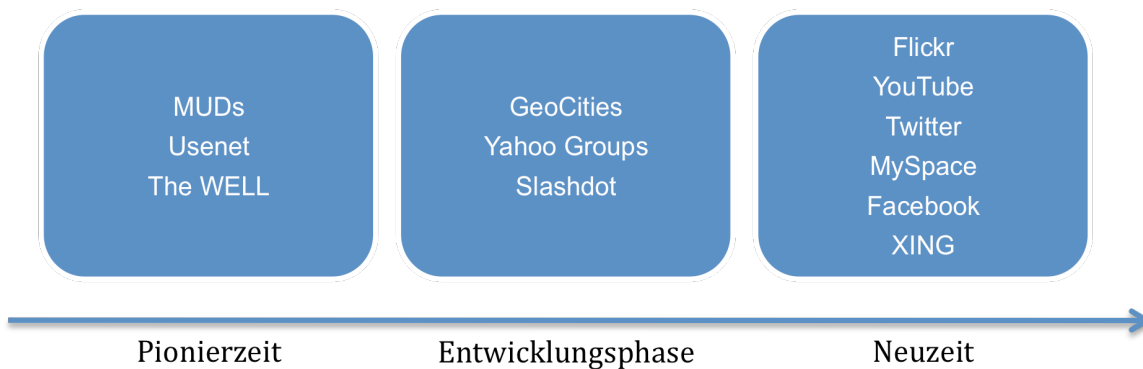 MUDs
Usenet
The WELL
GeoCities
Yahoo Groups
Slashdot
Flickr
YouTube
Twitter
MySpace
Facebook
XING
Pionierzeit
Entwicklungsphase
Neuzeit